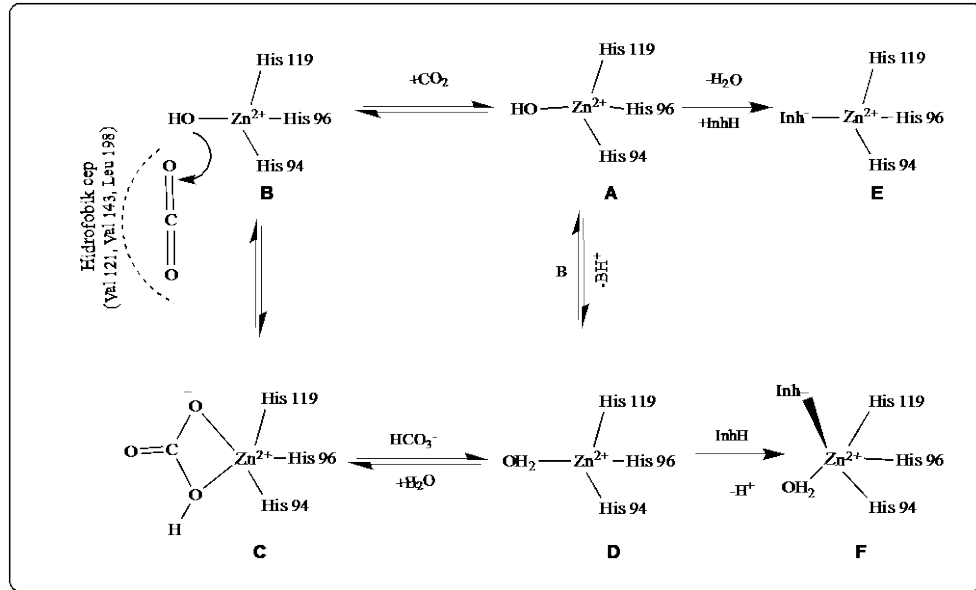 His 119
HO
Zn²⁺
His 96
His 94
B
+CO₂
His 119
HO
Zn²⁺
His 96
His 94
A
–H₂O
+InhH
His 119
Inh⁻
Zn²⁺
His 96
His 94
E
Hidrofobik cep
(Val 121, Val 143, Leu 198)
O
C
O
B
-BH⁺
O⁻
O
C
O
H
His 119
Zn²⁺
His 96
His 94
C
HCO₃⁻
+H₂O
His 119
OH₂
Zn²⁺
His 96
His 94
D
InhH
–H⁺
Inh⁻
His 119
Zn²⁺
His 96
OH₂
His 94
F